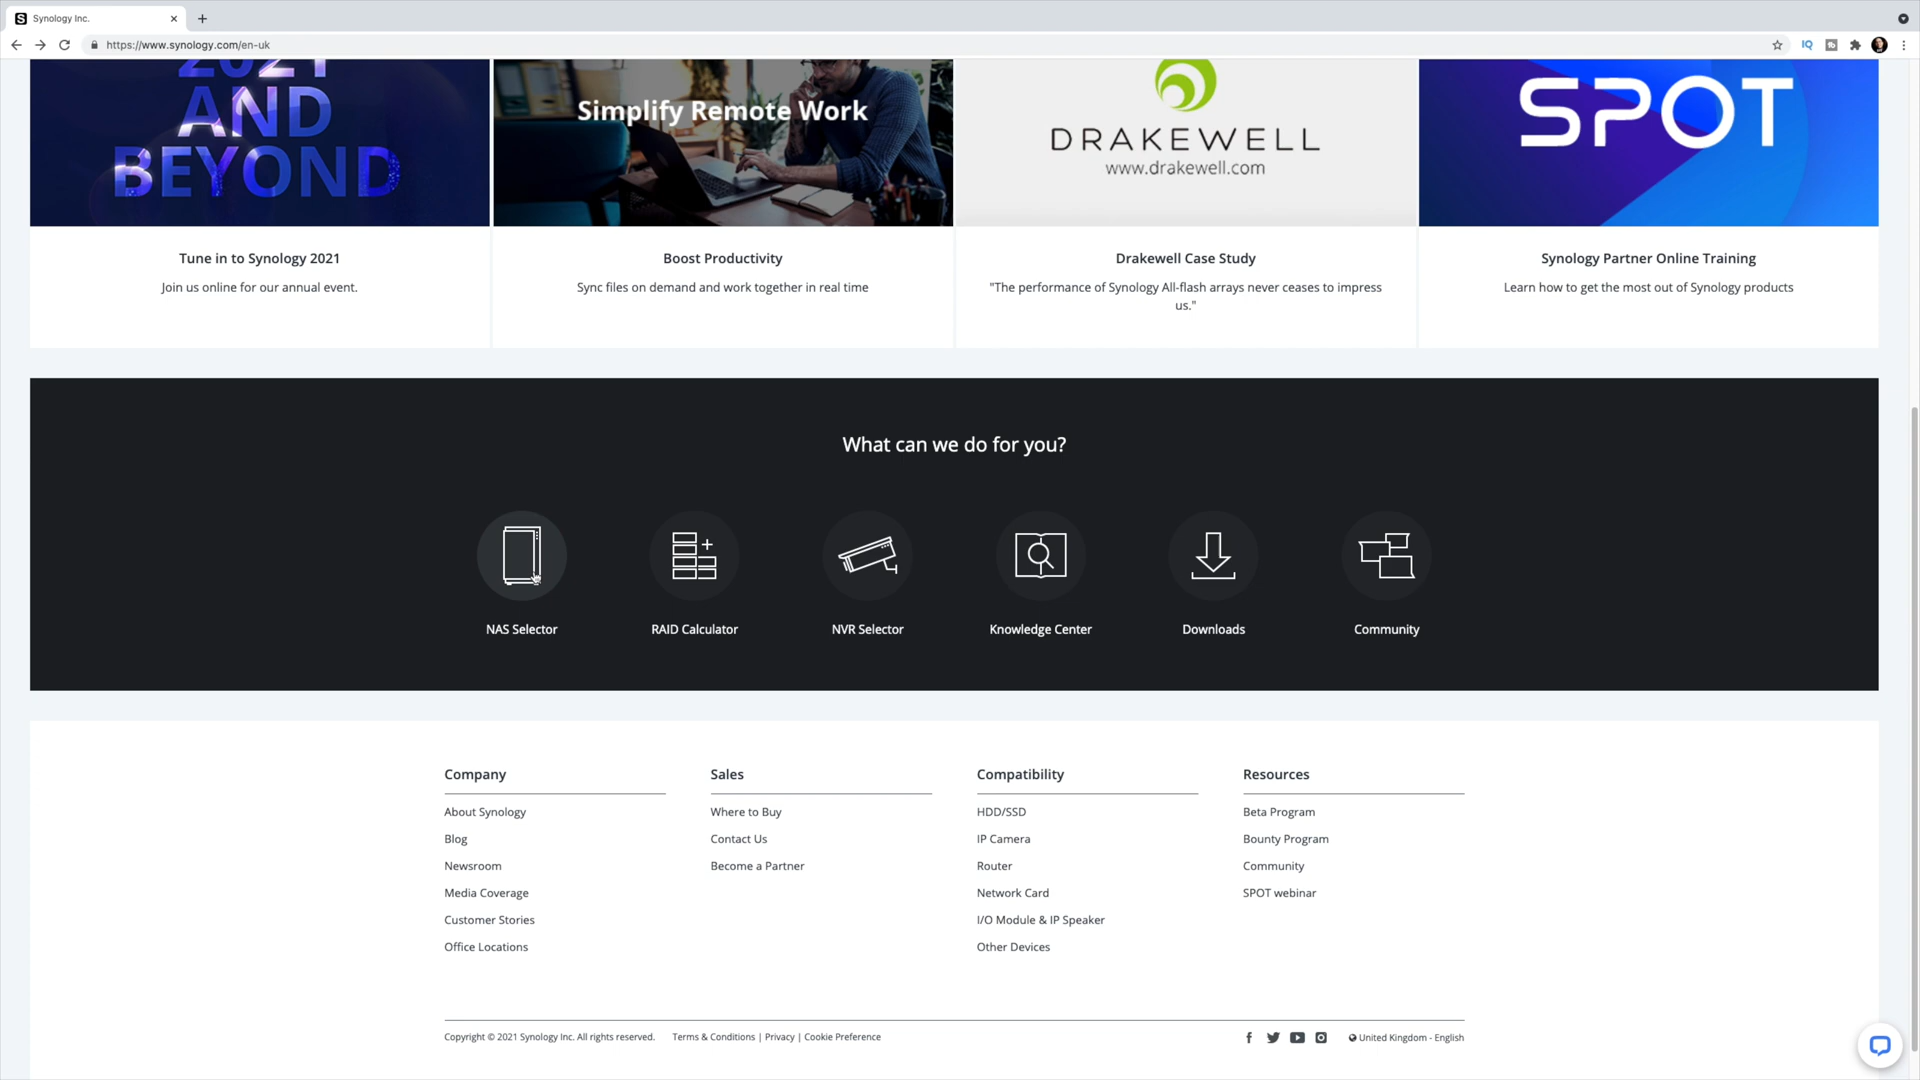 Synology Inc.
https://www.synology.com/en-uk
2021
AND
BEYOND
Simplify Remote Work
DRAKEWELL
www.drakewell.com
SPOT
Tune in to Synology 2021
Join us online for our annual event.
Boost Productivity
Sync files on demand and work together in real time
Drakewell Case Study
"The performance of Synology All-flash arrays never ceases to impress
us."
Synology Partner Online Training
Learn how to get the most out of Synology products
What can we do for you?
NAS Selector
RAID Calculator
NVR Selector
Knowledge Center
Downloads
Community
Company
About Synology
Blog
Newsroom
Media Coverage
Customer Stories
Office Locations
Sales
Where to Buy
Contact Us
Become a Partner
Compatibility
HDD/SSD
IP Camera
Router
Network Card
I/O Module & IP Speaker
Other Devices
Resources
Beta Program
Bounty Program
Community
SPOT webinar
Copyright © 2021 Synology Inc. All rights reserved.
Terms & Conditions | Privacy | Cookie Preference
United Kingdom - English